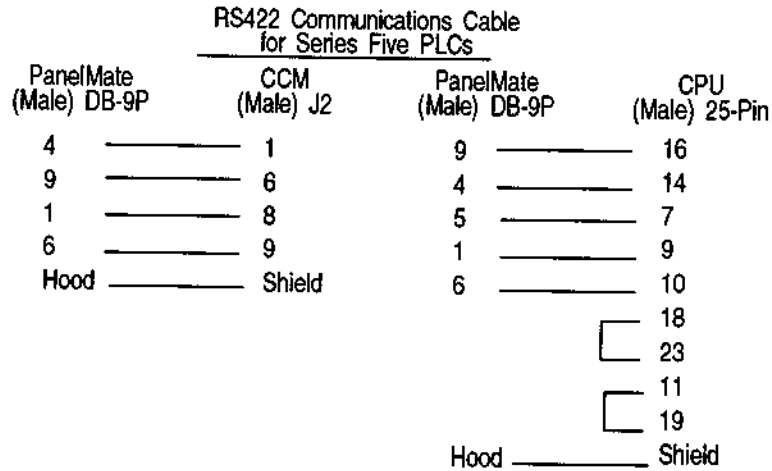 RS422 Communications Cable
for Series Five PLCs
PanelMate CCM PanelMate CPU
(Male) DB-9P (Male) J2 (Male) DB-9P (Male) 25-Pin
4 1 9 16
9 6 4 14
1 8 5 7
6 9 1 9
Hood Shield 6 10
18
23
11
19
Hood Shield